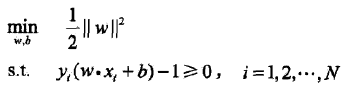 min w,b 1/2 ||w||²
s.t. yᵢ(w•xᵢ+b)−1⩾0, i=1,2,⋯,N